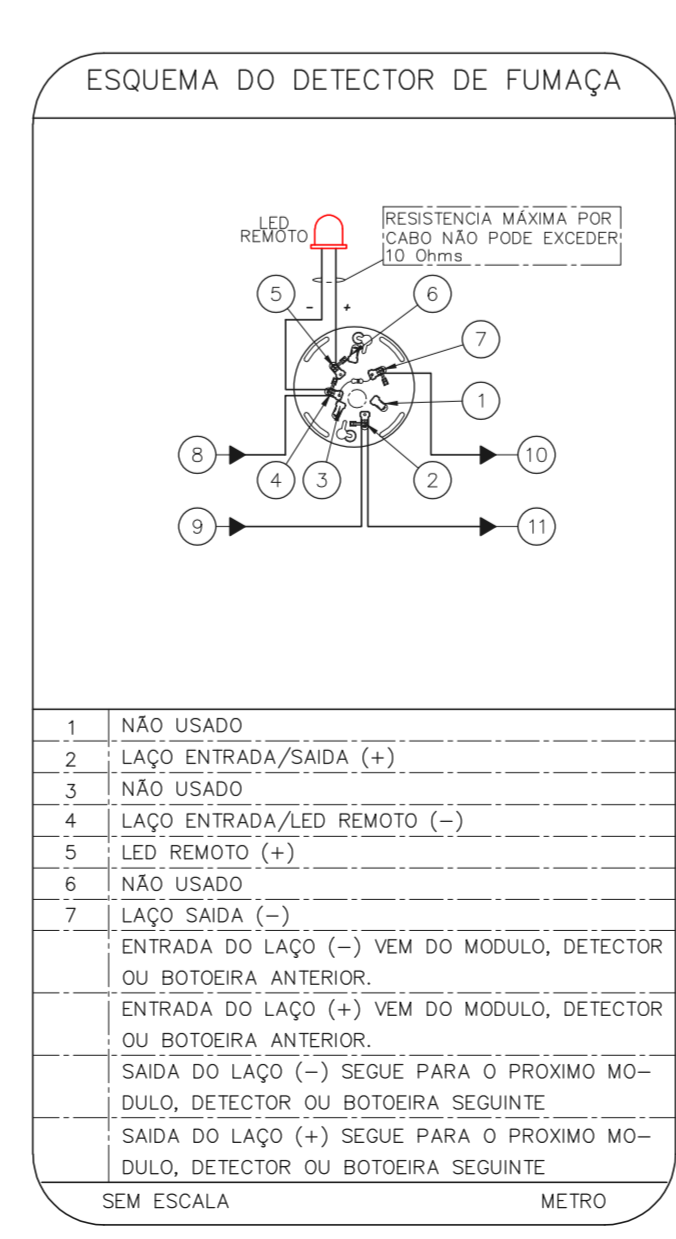 ESQUEMA DO DETECTOR DE FUMAÇA
LED
REMOTO
RESISTENCIA MÁXIMA POR
CABO NÃO PODE EXCEDER
10 Ohms
5
6
- +
7
1
8
4
3
2
10
9
11
1 NÃO USADO
2 LAÇO ENTRADA/SAIDA (+)
3 NÃO USADO
4 LAÇO ENTRADA/LED REMOTO (-)
5 LED REMOTO (+)
6 NÃO USADO
7 LAÇO SAIDA (-)
ENTRADA DO LAÇO (-) VEM DO MODULO, DETECTOR
OU BOTOEIRA ANTERIOR.
ENTRADA DO LAÇO (+) VEM DO MODULO, DETECTOR
OU BOTOEIRA ANTERIOR.
SAIDA DO LAÇO (-) SEGUE PARA O PROXIMO MO-
DULO, DETECTOR OU BOTOEIRA SEGUINTE
SAIDA DO LAÇO (+) SEGUE PARA O PROXIMO MO-
DULO, DETECTOR OU BOTOEIRA SEGUINTE
SEM ESCALA METRO